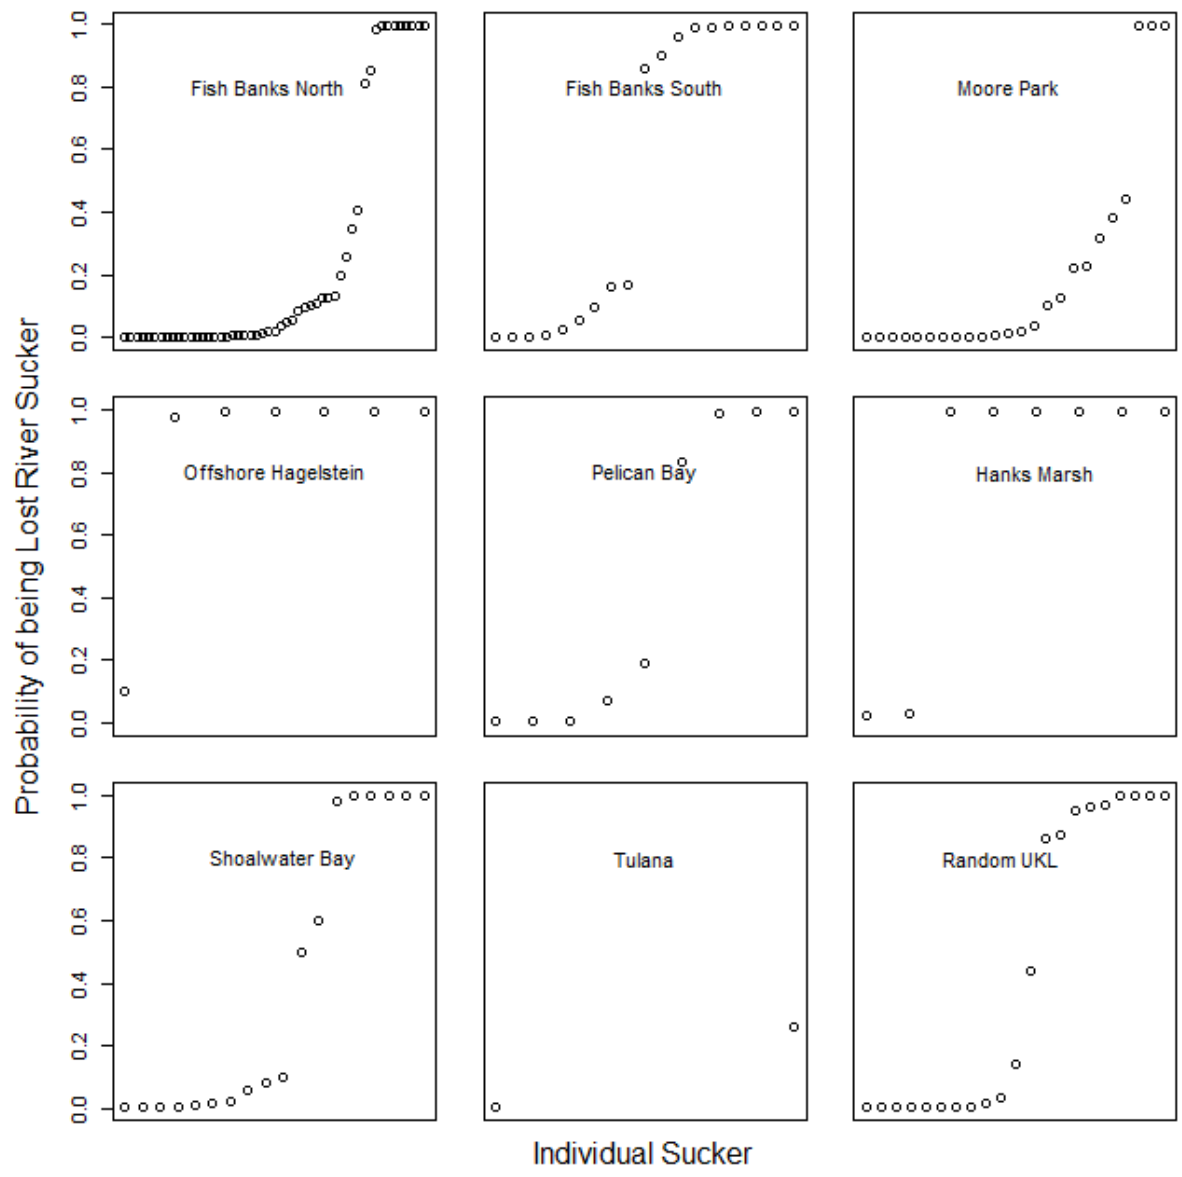 Probability of being Lost River Sucker
1.0
0.8
0.6
0.4
0.2
0.0
Fish Banks North
Fish Banks South
Moore Park
1.0
0.8
0.6
0.4
0.2
0.0
Offshore Hagelstein
Pelican Bay
Hanks Marsh
1.0
0.8
0.6
0.4
0.2
0.0
Shoalwater Bay
Tulana
Random UKL
Individual Sucker